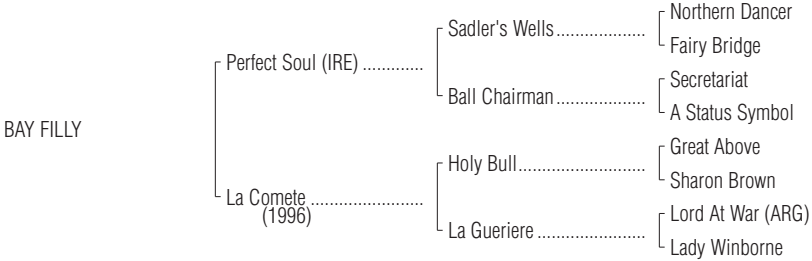 Northern Dancer
Sadler's Wells...................
Fairy Bridge
Perfect Soul (IRE) .............
Secretariat
Ball Chairman...................
A Status Symbol
BAY FILLY
Great Above
Holy Bull...........................
Sharon Brown
La Comete ........................
(1996)
Lord At War (ARG)
La Gueriere ......................
Lady Winborne